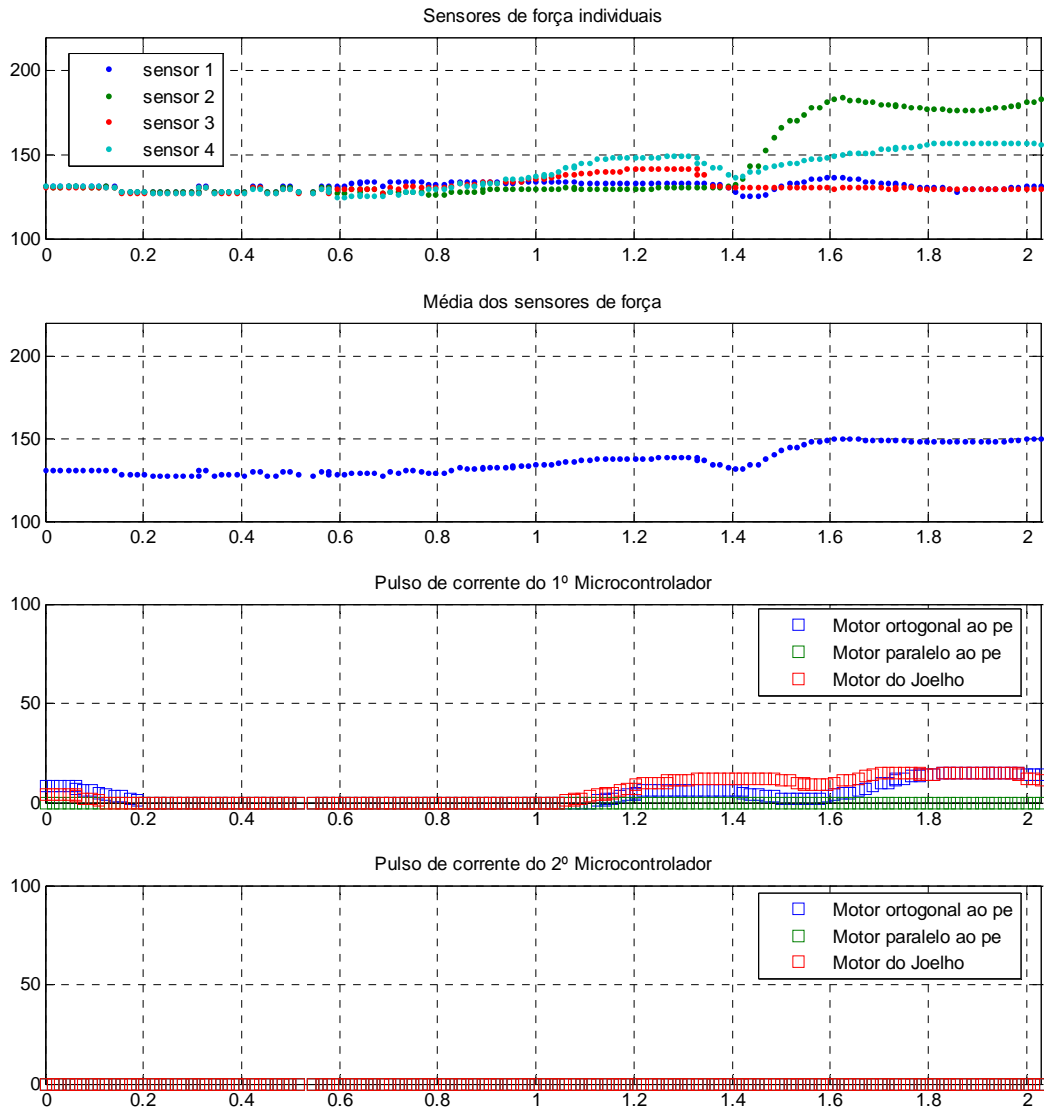 Sensores de força individuais
200
150
100
sensor 1
sensor 2
sensor 3
sensor 4
0 0.2 0.4 0.6 0.8 1 1.2 1.4 1.6 1.8 2
Média dos sensores de força
200
150
100
0 0.2 0.4 0.6 0.8 1 1.2 1.4 1.6 1.8 2
Pulso de corrente do 1º Microcontrolador
100
50
0
Motor ortogonal ao pe
Motor paralelo ao pe
Motor do Joelho
0 0.2 0.4 0.6 0.8 1 1.2 1.4 1.6 1.8 2
Pulso de corrente do 2º Microcontrolador
100
50
0
Motor ortogonal ao pe
Motor paralelo ao pe
Motor do Joelho
0 0.2 0.4 0.6 0.8 1 1.2 1.4 1.6 1.8 2